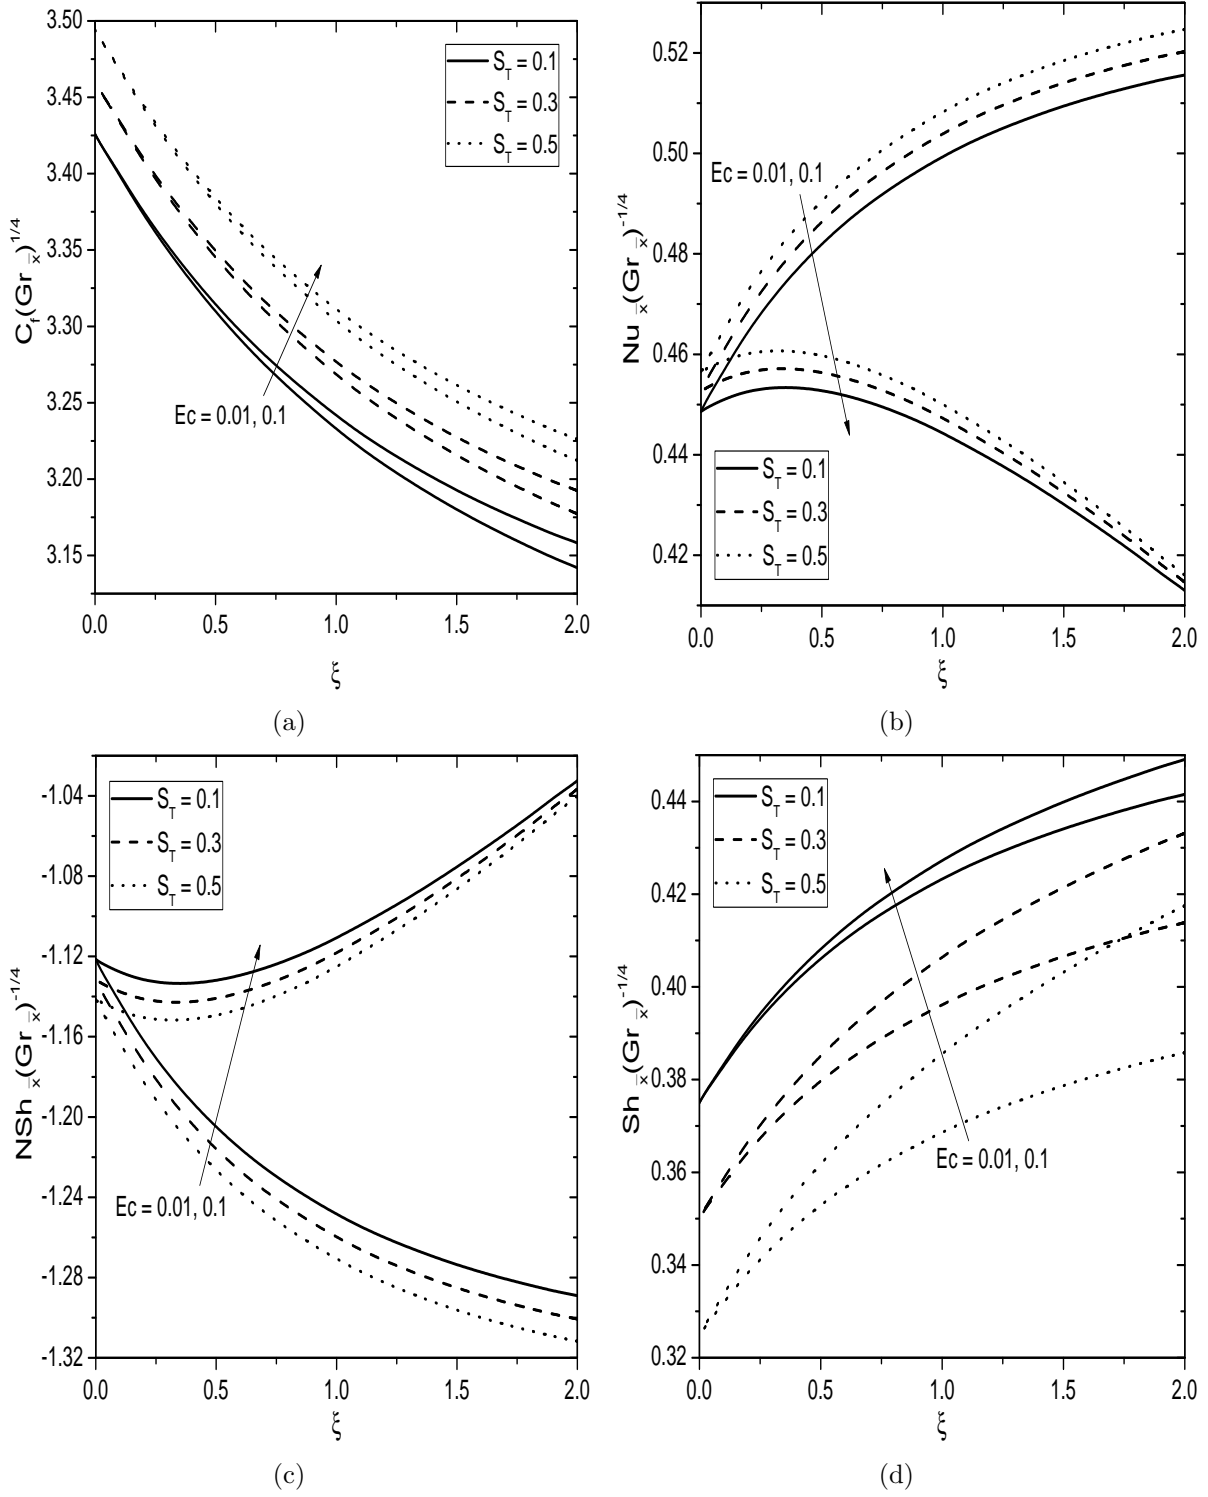 3.50
3.45
3.40
3.35
3.30
3.25
3.20
3.15
0.0 0.5 1.0 1.5 2.0
C_f(Gr_x̄)^1/4
ξ
S_T = 0.1
S_T = 0.3
S_T = 0.5
Ec = 0.01, 0.1
(a)
0.52
0.50
0.48
0.46
0.44
0.42
0.0 0.5 1.0 1.5 2.0
Nu_x̄(Gr_x̄)^-1/4
ξ
Ec = 0.01, 0.1
S_T = 0.1
S_T = 0.3
S_T = 0.5
(b)
-1.04
-1.08
-1.12
-1.16
-1.20
-1.24
-1.28
-1.32
0.0 0.5 1.0 1.5 2.0
NSh_x̄(Gr_x̄)^-1/4
ξ
S_T = 0.1
S_T = 0.3
S_T = 0.5
Ec = 0.01, 0.1
(c)
0.44
0.42
0.40
0.38
0.36
0.34
0.32
0.0 0.5 1.0 1.5 2.0
Sh_x̄(Gr_x̄)^-1/4
ξ
S_T = 0.1
S_T = 0.3
S_T = 0.5
Ec = 0.01, 0.1
(d)